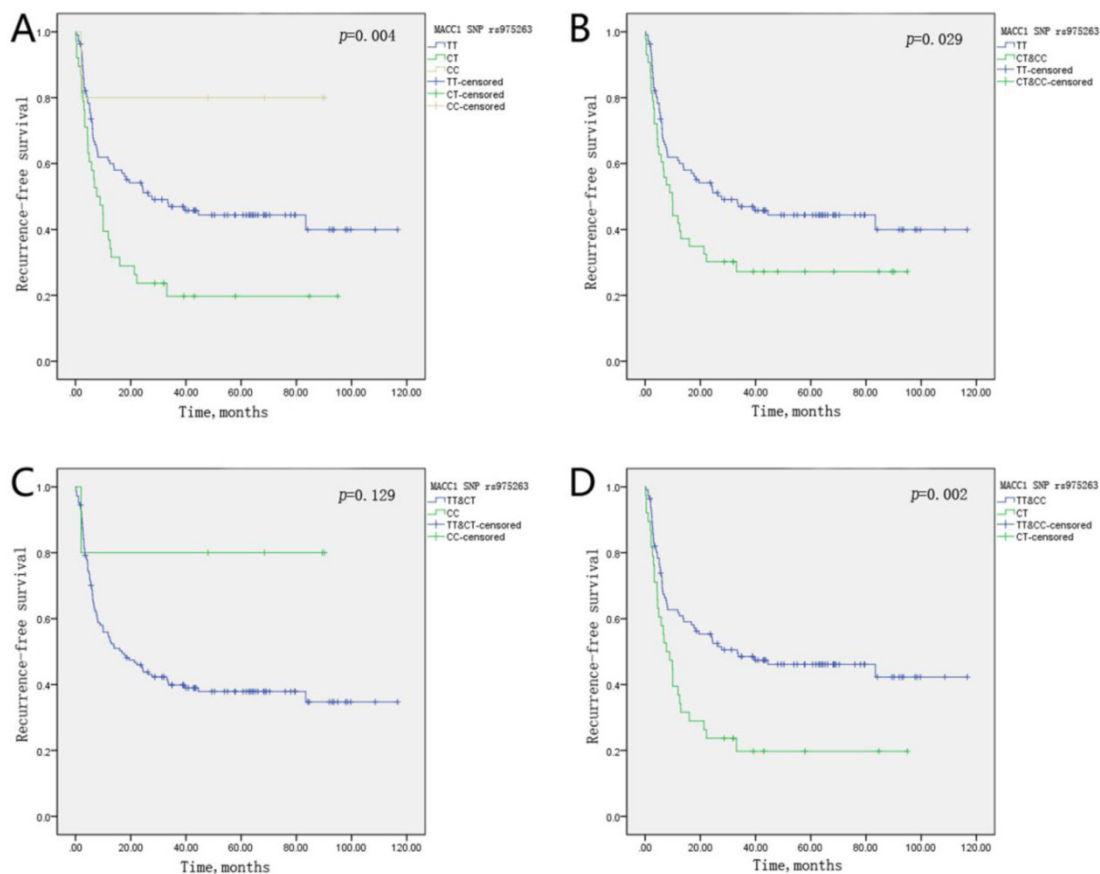 A
p=0.004
MACC1 SNP rs975263
TT
CT
CC
TT-censored
CT-censored
CC-censored
Recurrence-free survival
1.0
0.8
0.6
0.4
0.2
0.0
.00 20.00 40.00 60.00 80.00 100.00 120.00
Time,months
B
p=0.029
MACC1 SNP rs975263
TT
CT&CC
TT-censored
CT&CC-censored
Recurrence-free survival
1.0
0.8
0.6
0.4
0.2
0.0
.00 20.00 40.00 60.00 80.00 100.00 120.00
Time,months
C
p=0.129
MACC1 SNP rs975263
TT&CT
CC
TT&CT-censored
CC-censored
Recurrence-free survival
1.0
0.8
0.6
0.4
0.2
0.0
.00 20.00 40.00 60.00 80.00 100.00 120.00
Time,months
D
p=0.002
MACC1 SNP rs975263
TT&CC
CT
TT&CC-censored
CT-censored
Recurrence-free survival
1.0
0.8
0.6
0.4
0.2
0.0
.00 20.00 40.00 60.00 80.00 100.00 120.00
Time,months